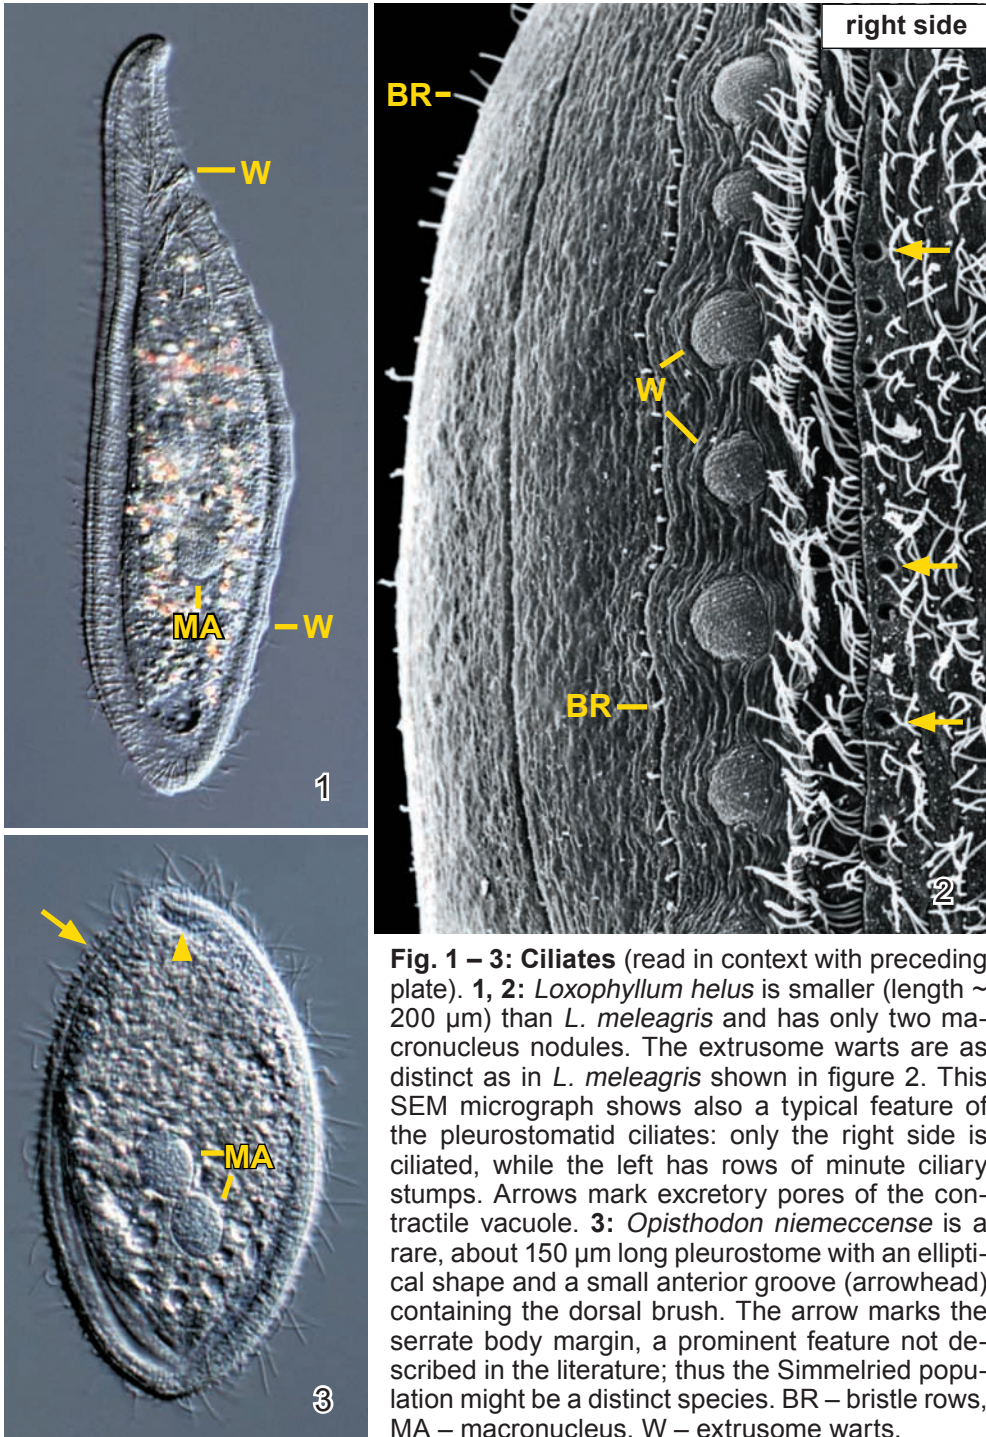 right side
BR
W
W
BR
MA
W
1
2
MA
3
Fig. 1 – 3: Ciliates (read in context with preceding
plate). 1, 2: Loxophyllum helus is smaller (length ~
200 µm) than L. meleagris and has only two ma-
cronucleus nodules. The extrusome warts are as
distinct as in L. meleagris shown in figure 2. This
SEM micrograph shows also a typical feature of
the pleurostomatid ciliates: only the right side is
ciliated, while the left has rows of minute ciliary
stumps. Arrows mark excretory pores of the con-
tractile vacuole. 3: Opisthodon niemeccense is a
rare, about 150 µm long pleurostome with an ellipti-
cal shape and a small anterior groove (arrowhead)
containing the dorsal brush. The arrow marks the
serrate body margin, a prominent feature not de-
scribed in the literature; thus the Simmelried popu-
lation might be a distinct species. BR – bristle rows,
MA – macronucleus, W – extrusome warts.